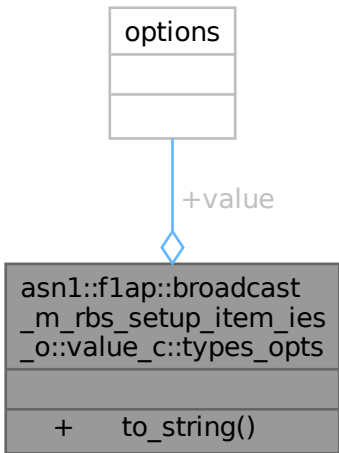 options
+value
asn1::f1ap::broadcast
_m_rbs_setup_item_ies
_o::value_c::types_opts
+ to_string()